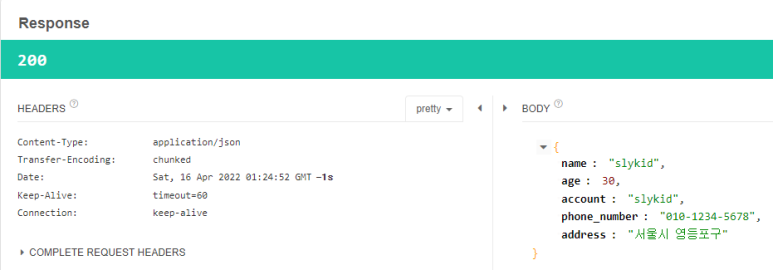 Response
200
HEADERS ?
pretty
Content-Type: application/json
Transfer-Encoding: chunked
Date: Sat, 16 Apr 2022 01:24:52 GMT -1s
Keep-Alive: timeout=60
Connection: keep-alive
COMPLETE REQUEST HEADERS
BODY ?
{
name : "slykid",
age : 30,
account : "slykid",
phone_number : "010-1234-5678",
address : "서울시 영등포구"
}